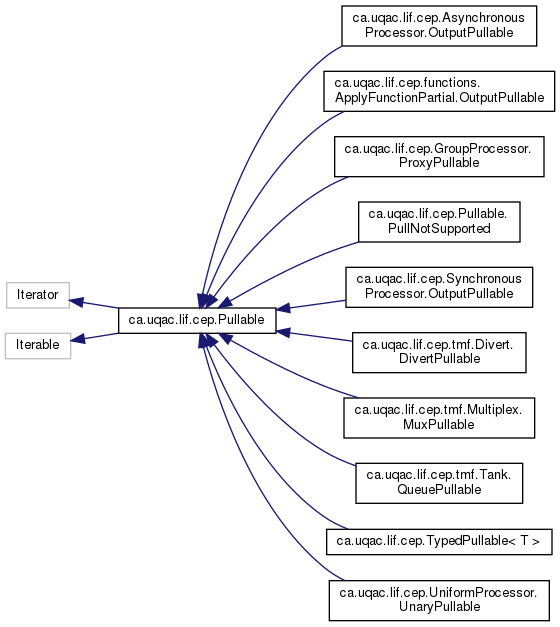 ca.uqac.lif.cep.Asynchronous
Processor.OutputPullable
ca.uqac.lif.cep.functions.
ApplyFunctionPartial.OutputPullable
ca.uqac.lif.cep.GroupProcessor.
ProxyPullable
ca.uqac.lif.cep.Pullable.
PullNotSupported
Iterator
ca.uqac.lif.cep.Synchronous
Processor.OutputPullable
ca.uqac.lif.cep.Pullable
Iterable
ca.uqac.lif.cep.tmf.Divert.
DivertPullable
ca.uqac.lif.cep.tmf.Multiplex.
MuxPullable
ca.uqac.lif.cep.tmf.Tank.
QueuePullable
ca.uqac.lif.cep.TypedPullable< T >
ca.uqac.lif.cep.UniformProcessor.
UnaryPullable